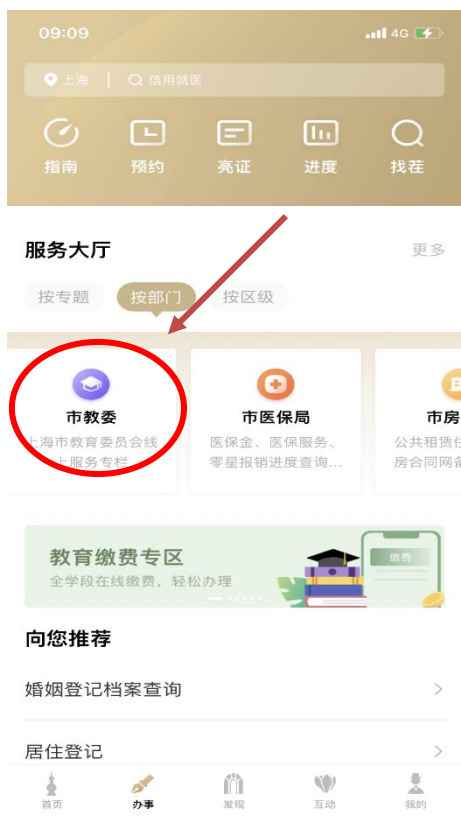 09:09
4G
上海
信用就医
指南
预约
亮证
进度
找茬
服务大厅
更多
按专题
按部门
按区级
市教委
上海市教育委员会线
上服务专栏
市医保局
医保金、医保服务、
零星报销进度查询...
市房
公共租赁
房合同网
教育缴费专区
全学段在线缴费，轻松办理
缴费
向您推荐
婚姻登记档案查询
居住登记
首页
办事
发现
互动
我的